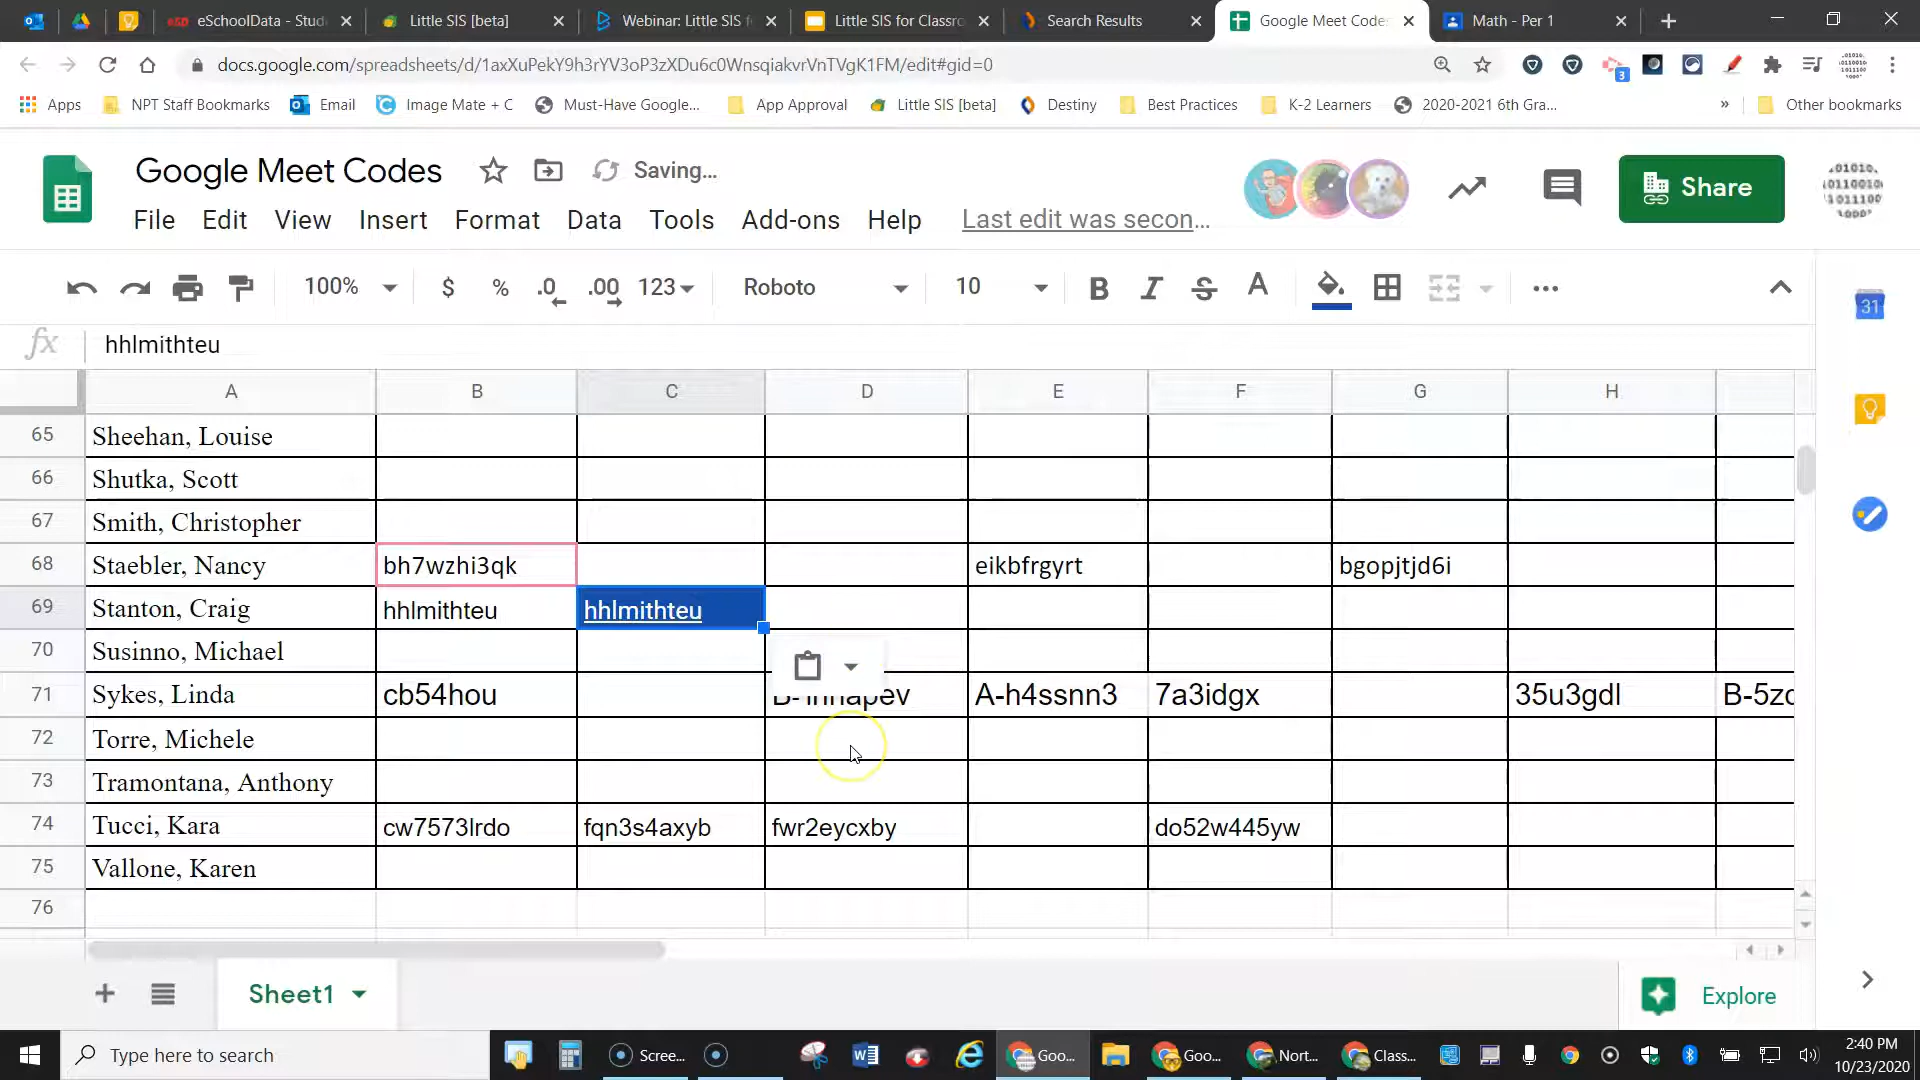 eSchoolData - Stud
Little SIS [beta]
Webinar: Little SIS f
Little SIS for Classro
Search Results
Google Meet Codes
Math - Per 1
docs.google.com/spreadsheets/d/1axXuPekY9h3rYV3oP3zXDu6c0WnsqiakvrVnTVgK1FM/edit#gid=0
3
Apps
NPT Staff Bookmarks
Email
Image Mate + C
Must-Have Google...
App Approval
Little SIS [beta]
Destiny
Best Practices
K-2 Learners
2020-2021 6th Gra...
»
Other bookmarks
Google Meet Codes
Saving...
Share
File Edit View Insert Format Data Tools Add-ons Help Last edit was secon...
100% $ % .0 .00 123 Roboto 10 B I S A
31
fx hhlmithteu
A B C D E F G H
65 Sheehan, Louise
66 Shutka, Scott
67 Smith, Christopher
68 Staebler, Nancy bh7wzhi3qk eikbfrgyrt bgopjtjd6i
69 Stanton, Craig hhlmithteu hhlmithteu
70 Susinno, Michael
71 Sykes, Linda cb54hou A-h4ssnn3 7a3idgx 35u3gdl B-5zc
72 Torre, Michele
73 Tramontana, Anthony
74 Tucci, Kara cw7573lrdo fqn3s4axyb fwr2eycxby do52w445yw
75 Vallone, Karen
76
Sheet1
Explore
Type here to search
Scree...
Goo...
Goo...
Nort...
Class...
2:40 PM
10/23/2020